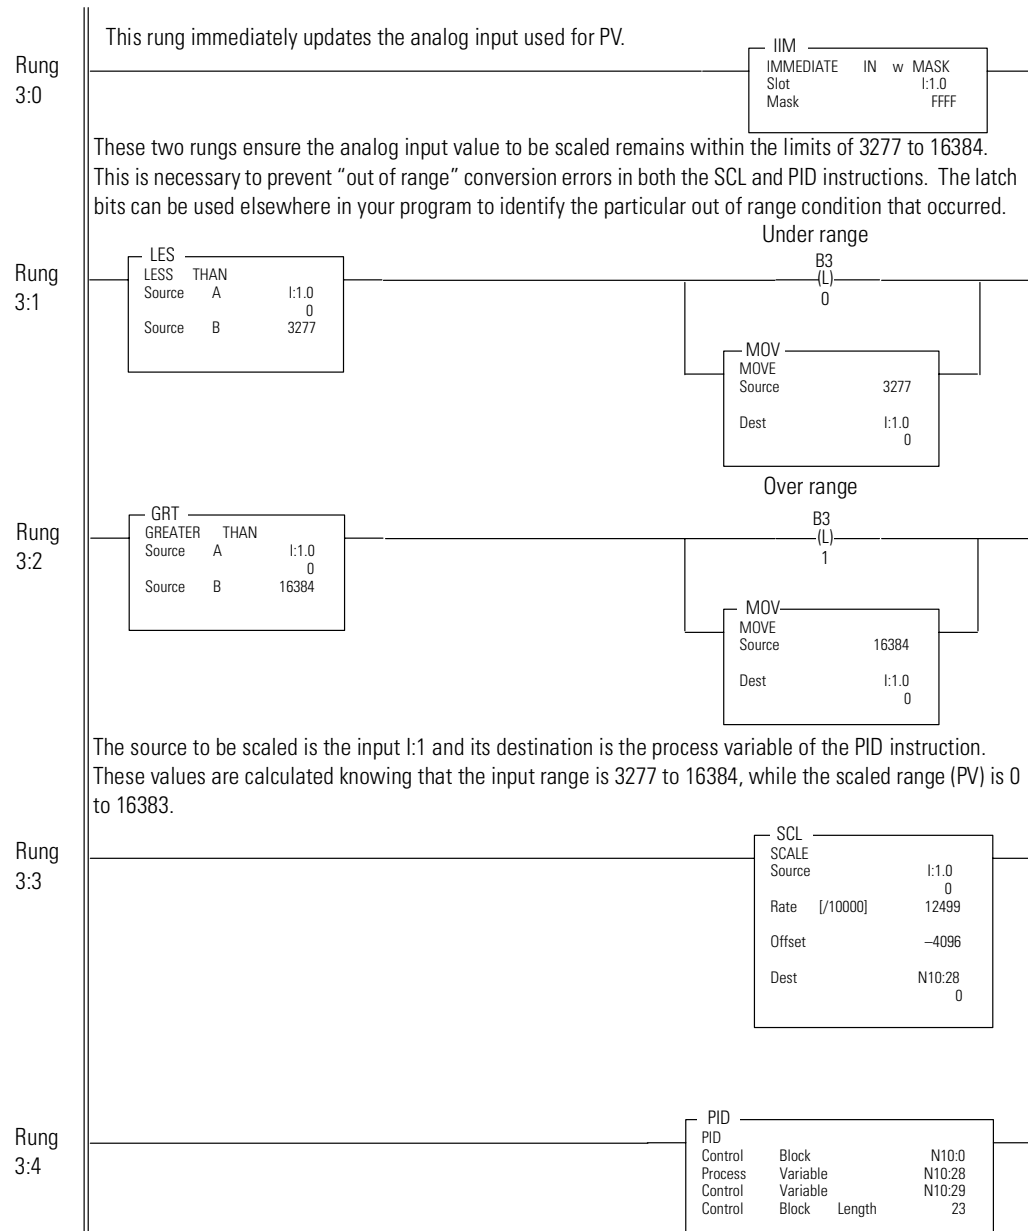 This rung immediately updates the analog input used for PV.
Rung
3:0
IIM
IMMEDIATE IN w MASK
Slot I:1.0
Mask FFFF
These two rungs ensure the analog input value to be scaled remains within the limits of 3277 to 16384.
This is necessary to prevent “out of range” conversion errors in both the SCL and PID instructions. The latch
bits can be used elsewhere in your program to identify the particular out of range condition that occurred.
Under range
Rung
3:1
LES
LESS THAN
Source A I:1.0
0
Source B 3277
B3
(L)
0
MOV
MOVE
Source 3277
Dest I:1.0
0
Over range
Rung
3:2
GRT
GREATER THAN
Source A I:1.0
0
Source B 16384
B3
(L)
1
MOV
MOVE
Source 16384
Dest I:1.0
0
The source to be scaled is the input I:1 and its destination is the process variable of the PID instruction.
These values are calculated knowing that the input range is 3277 to 16384, while the scaled range (PV) is 0
to 16383.
Rung
3:3
SCL
SCALE
Source I:1.0
0
Rate [/10000] 12499
Offset –4096
Dest N10:28
0
Rung
3:4
PID
PID
Control Block N10:0
Process Variable N10:28
Control Variable N10:29
Control Block Length 23